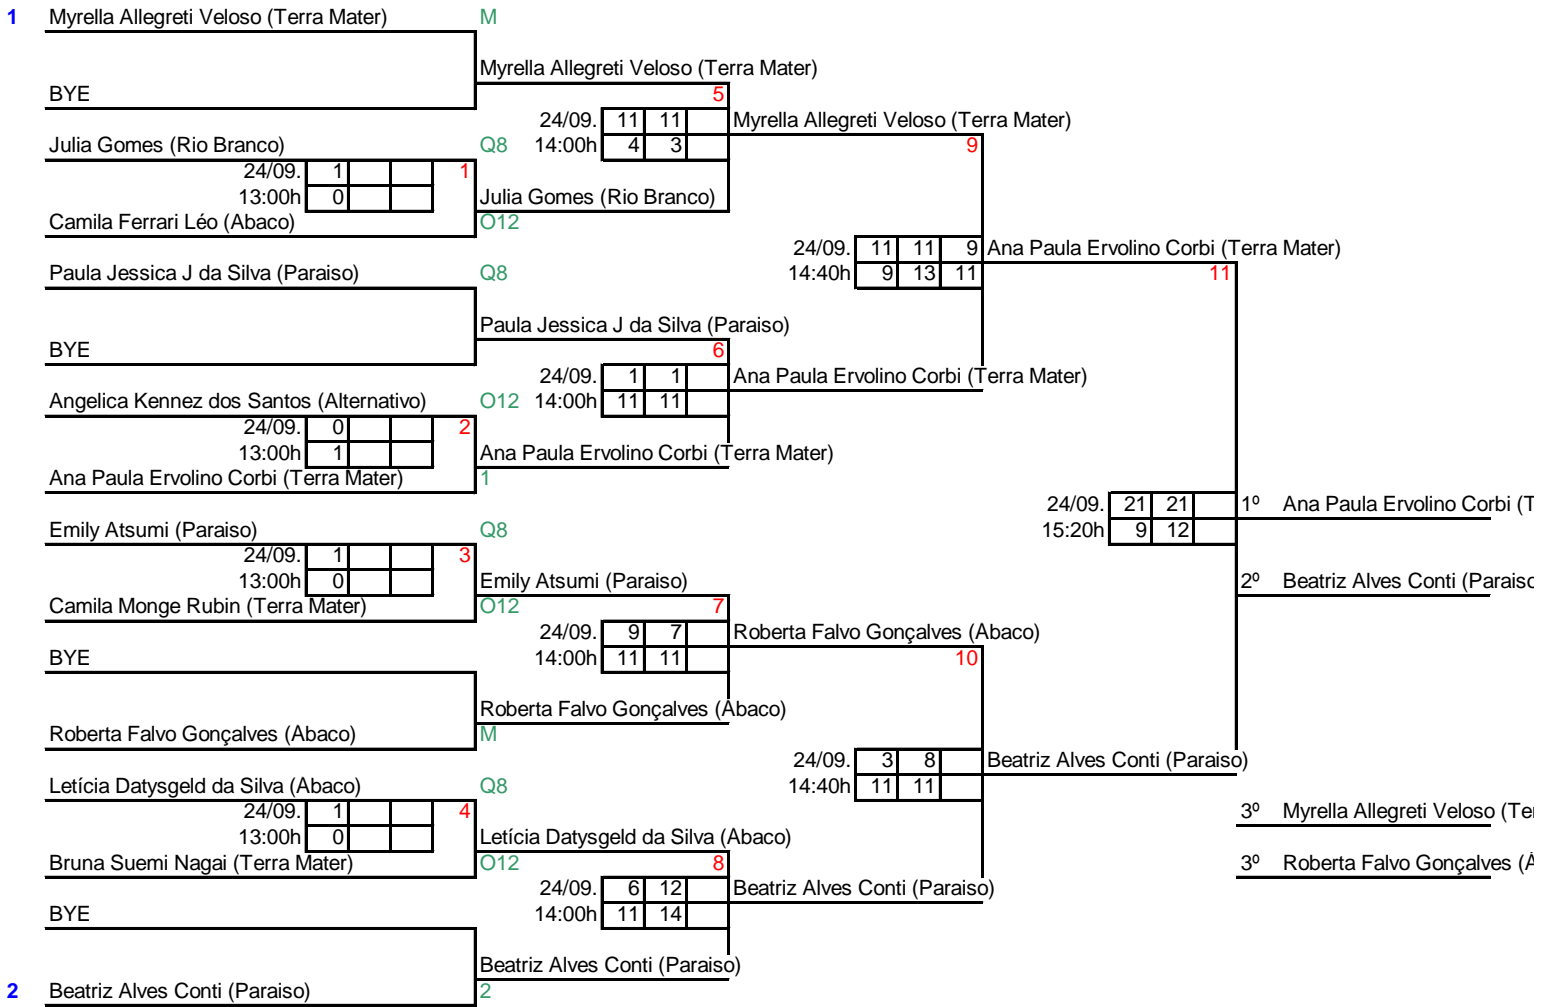 1 Myrella Allegreti Veloso (Terra Mater) M
Myrella Allegreti Veloso (Terra Mater)
BYE 5
24/09. 11 11 Myrella Allegreti Veloso (Terra Mater)
Julia Gomes (Rio Branco) Q8 14:00h 4 3 9
24/09. 1 1
13:00h 0 Julia Gomes (Rio Branco)
Camila Ferrari Léo (Abaco) O12
24/09. 11 11 9 Ana Paula Ervolino Corbi (Terra Mater)
Paula Jessica J da Silva (Paraiso) Q8 14:40h 9 13 11 11
Paula Jessica J da Silva (Paraiso)
BYE 6
24/09. 1 1 Ana Paula Ervolino Corbi (Terra Mater)
Angelica Kennez dos Santos (Alternativo) O12 14:00h 11 11
24/09. 0 2
13:00h 1 Ana Paula Ervolino Corbi (Terra Mater)
Ana Paula Ervolino Corbi (Terra Mater) 1
24/09. 21 21 1º Ana Paula Ervolino Corbi (T
Emily Atsumi (Paraiso) Q8 15:20h 9 12
24/09. 1 3
13:00h 0 Emily Atsumi (Paraiso) 2º Beatriz Alves Conti (Paraiso
Camila Monge Rubin (Terra Mater) O12 7
24/09. 9 7 Roberta Falvo Gonçalves (Abaco)
BYE 14:00h 11 11 10
Roberta Falvo Gonçalves (Abaco)
Roberta Falvo Gonçalves (Abaco) M
24/09. 3 8 Beatriz Alves Conti (Paraiso)
Letícia Datysgeld da Silva (Abaco) Q8 14:40h 11 11
24/09. 1 4 3º Myrella Allegreti Veloso (Ter
13:00h 0 Letícia Datysgeld da Silva (Abaco)
Bruna Suemi Nagai (Terra Mater) O12 8 3º Roberta Falvo Gonçalves (Á
24/09. 6 12 Beatriz Alves Conti (Paraiso)
BYE 14:00h 11 14
Beatriz Alves Conti (Paraiso)
2 Beatriz Alves Conti (Paraiso) 2